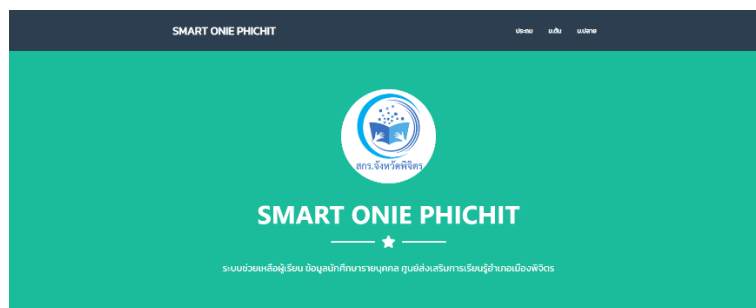 SMART ONIE PHICHIT
ประถม ม.ต้น ม.ปลาย
สกร.จังหวัดพิจิตร
SMART ONIE PHICHIT
ระบบช่วยเหลือผู้เรียน ข้อมูลนักศึกษารายบุคคล ศูนย์ส่งเสริมการเรียนรู้อำเภอเมืองพิจิตร